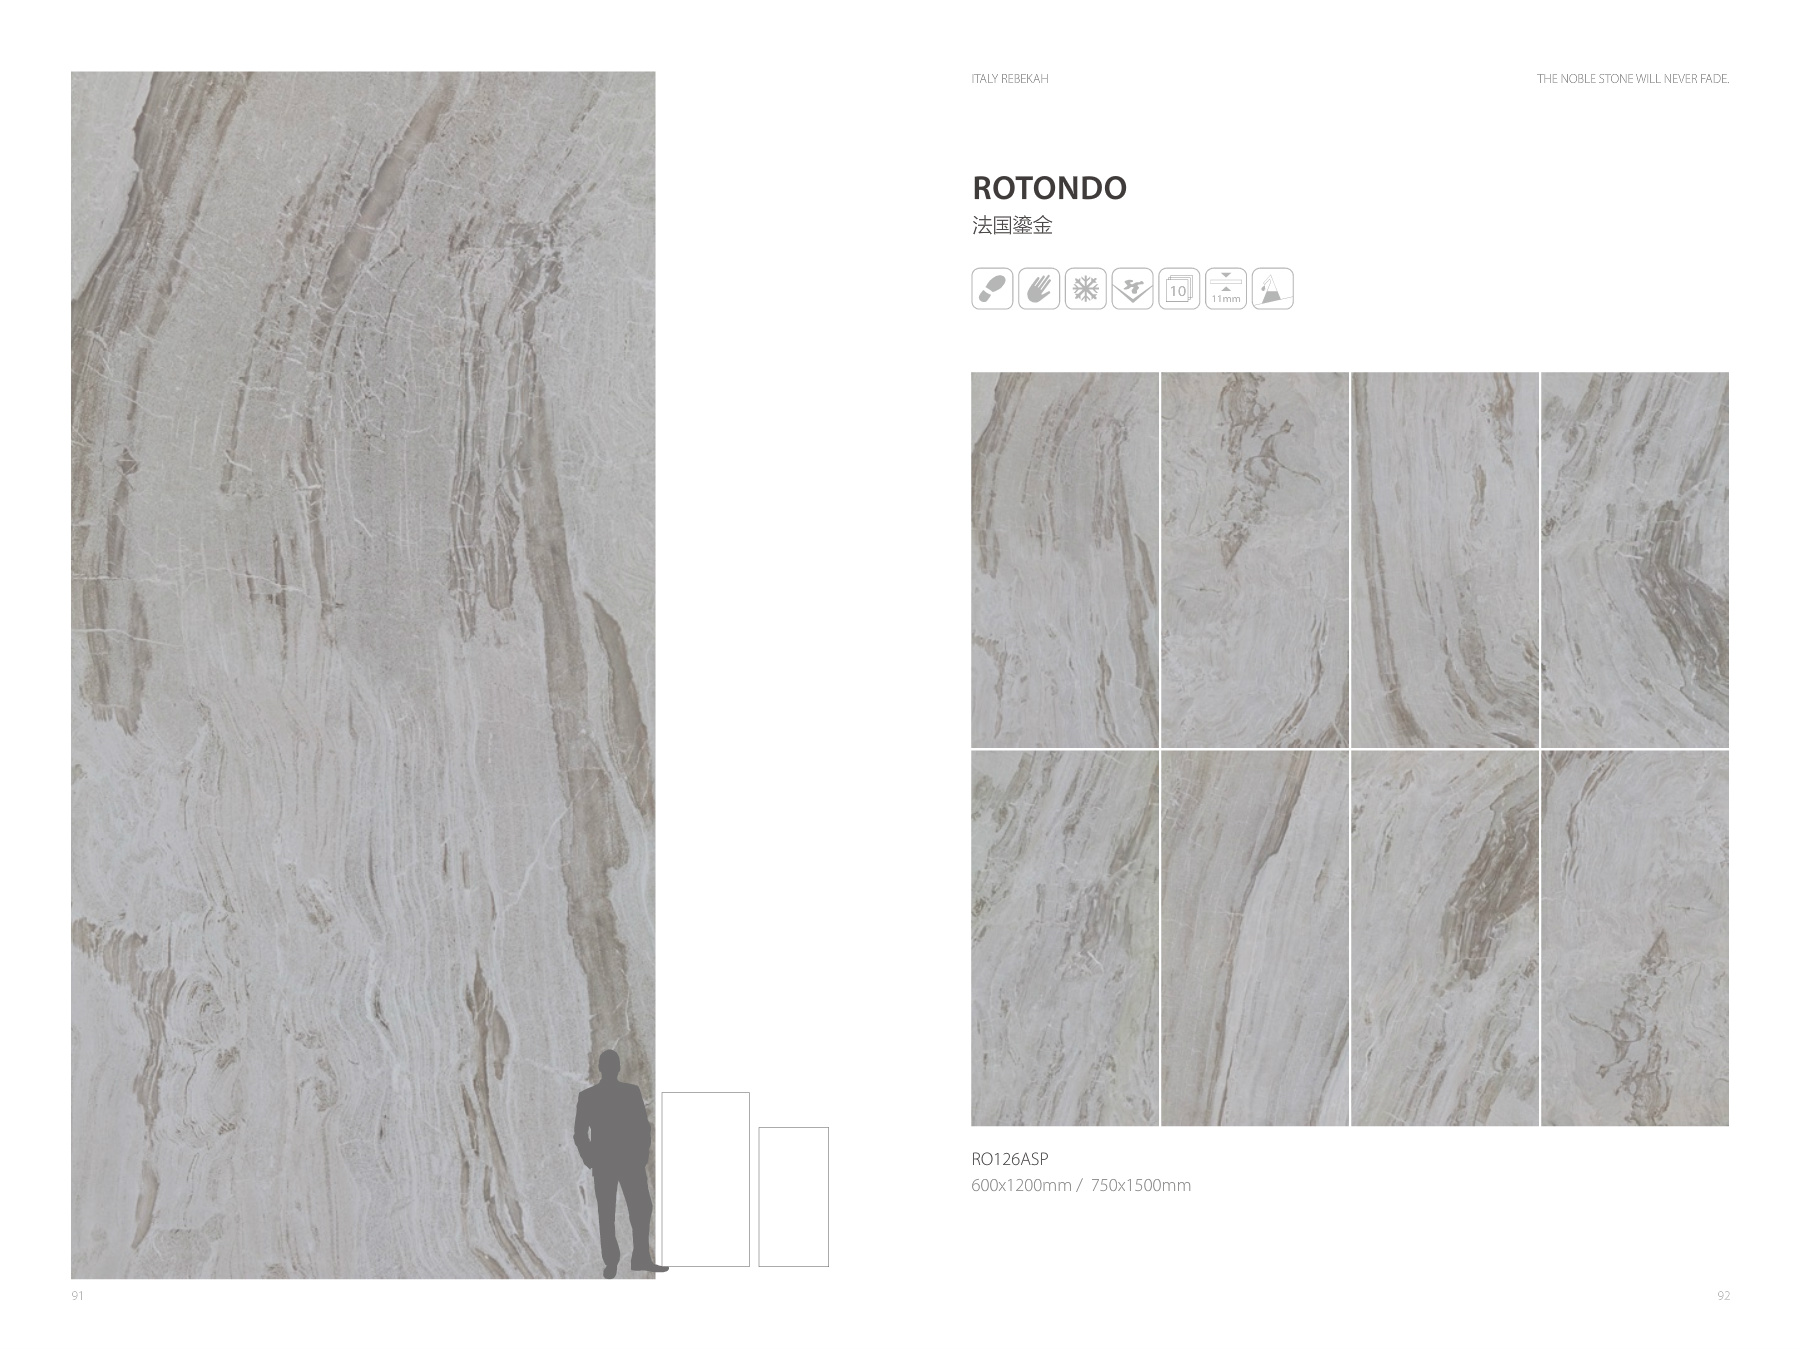 ITALY REBEKAH
THE NOBLE STONE WILL NEVER FADE.
ROTONDO
法国鎏金
10
11mm
RO126ASP
600x1200mm / 750x1500mm
91
92